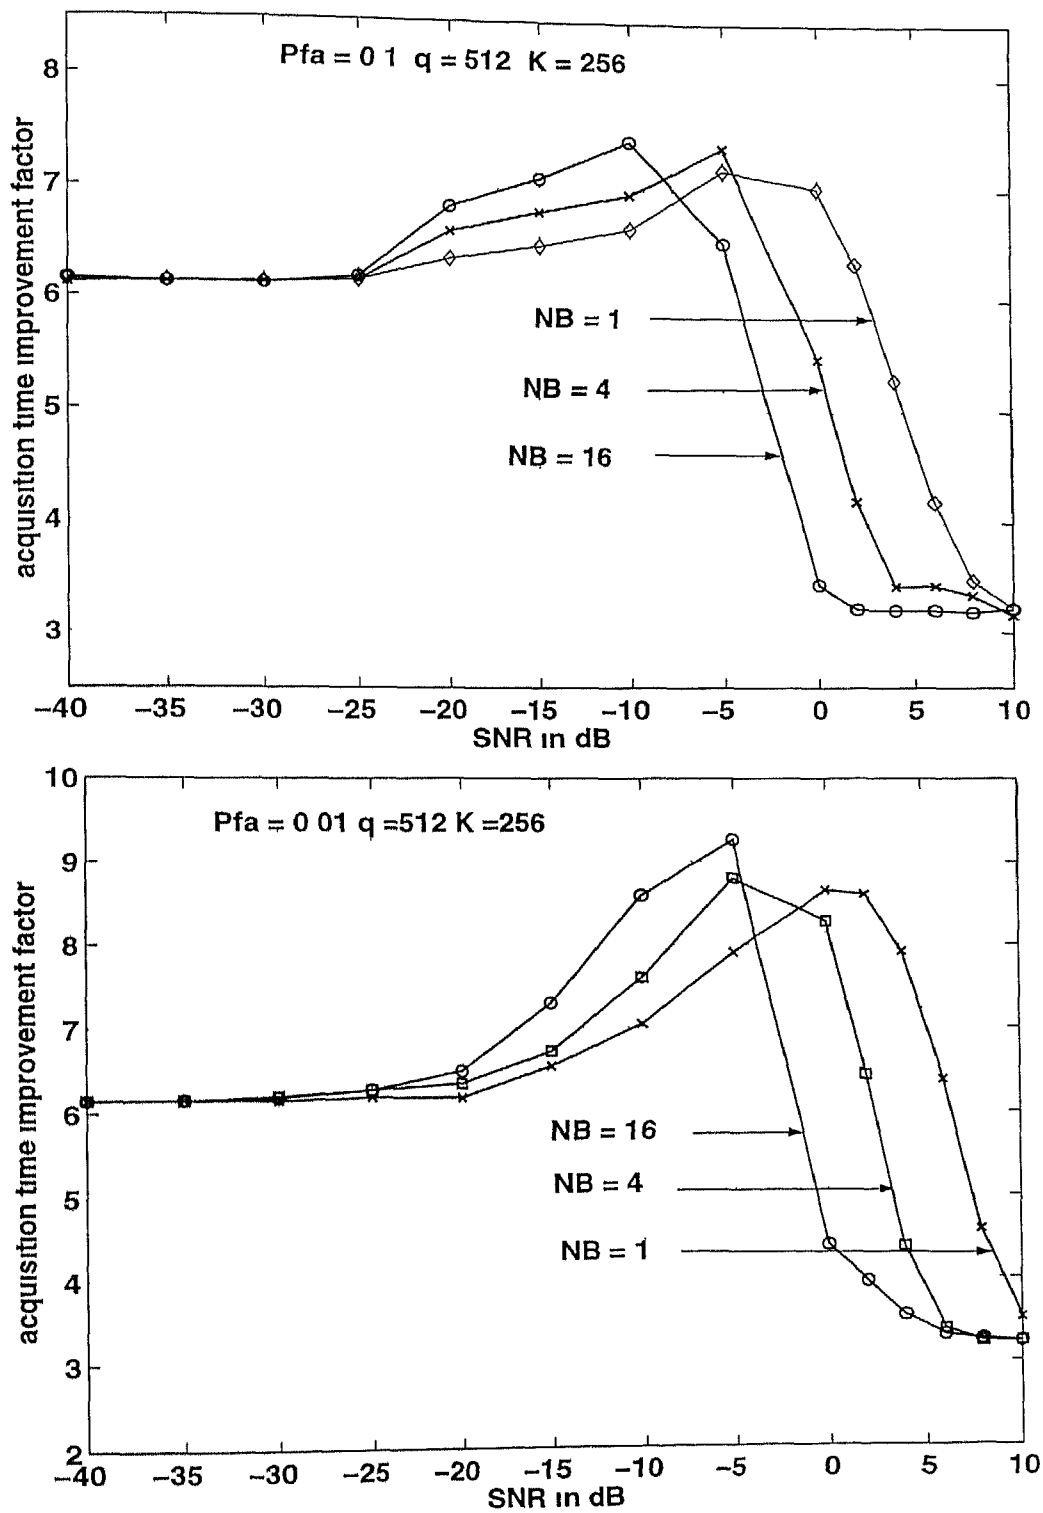 Pfa = 0 1 q = 512 K = 256
acquisition time improvement factor
8
7
6
5
4
3
−40 −35 −30 −25 −20 −15 −10 −5 0 5 10
SNR in dB
NB = 1
NB = 4
NB = 16
Pfa = 0 01 q =512 K =256
acquisition time improvement factor
10
9
8
7
6
5
4
3
2
−40 −35 −30 −25 −20 −15 −10 −5 0 5 10
SNR in dB
NB = 16
NB = 4
NB = 1